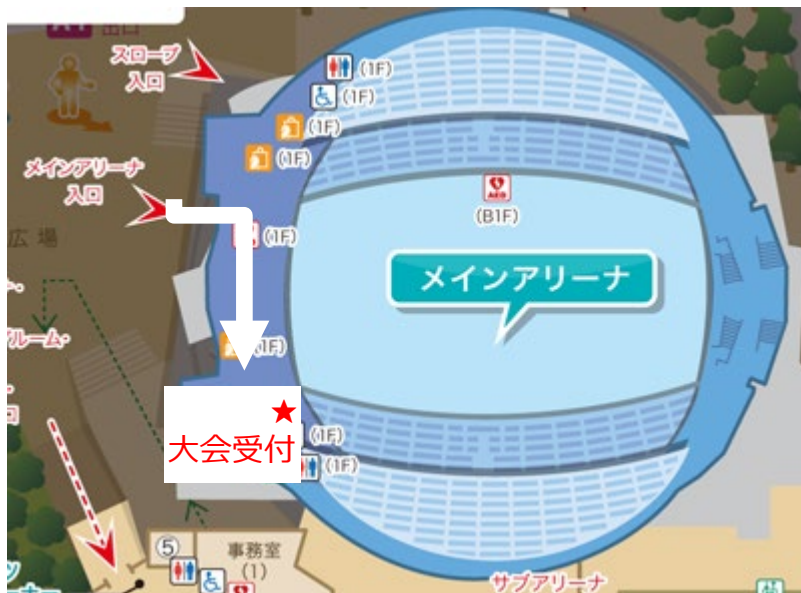 スロープ
入口
(1F)
(1F)
(1F)
(1F)
メインアリーナ
入口
AED
(B1F)
(1F)
広場
メインアリーナ
ルーム・
(1F)
★
大会受付
(1F)
(1F)
⑤
事務室
(1)
サブアリーナ